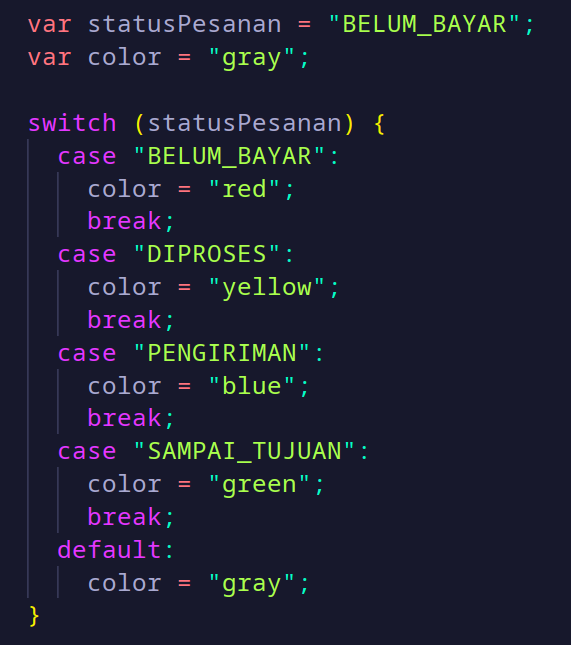 var statusPesanan = "BELUM_BAYAR";
var color = "gray";

switch (statusPesanan) {
  case "BELUM_BAYAR":
    color = "red";
    break;
  case "DIPROSES":
    color = "yellow";
    break;
  case "PENGIRIMAN":
    color = "blue";
    break;
  case "SAMPAI_TUJUAN":
    color = "green";
    break;
  default:
    color = "gray";
}